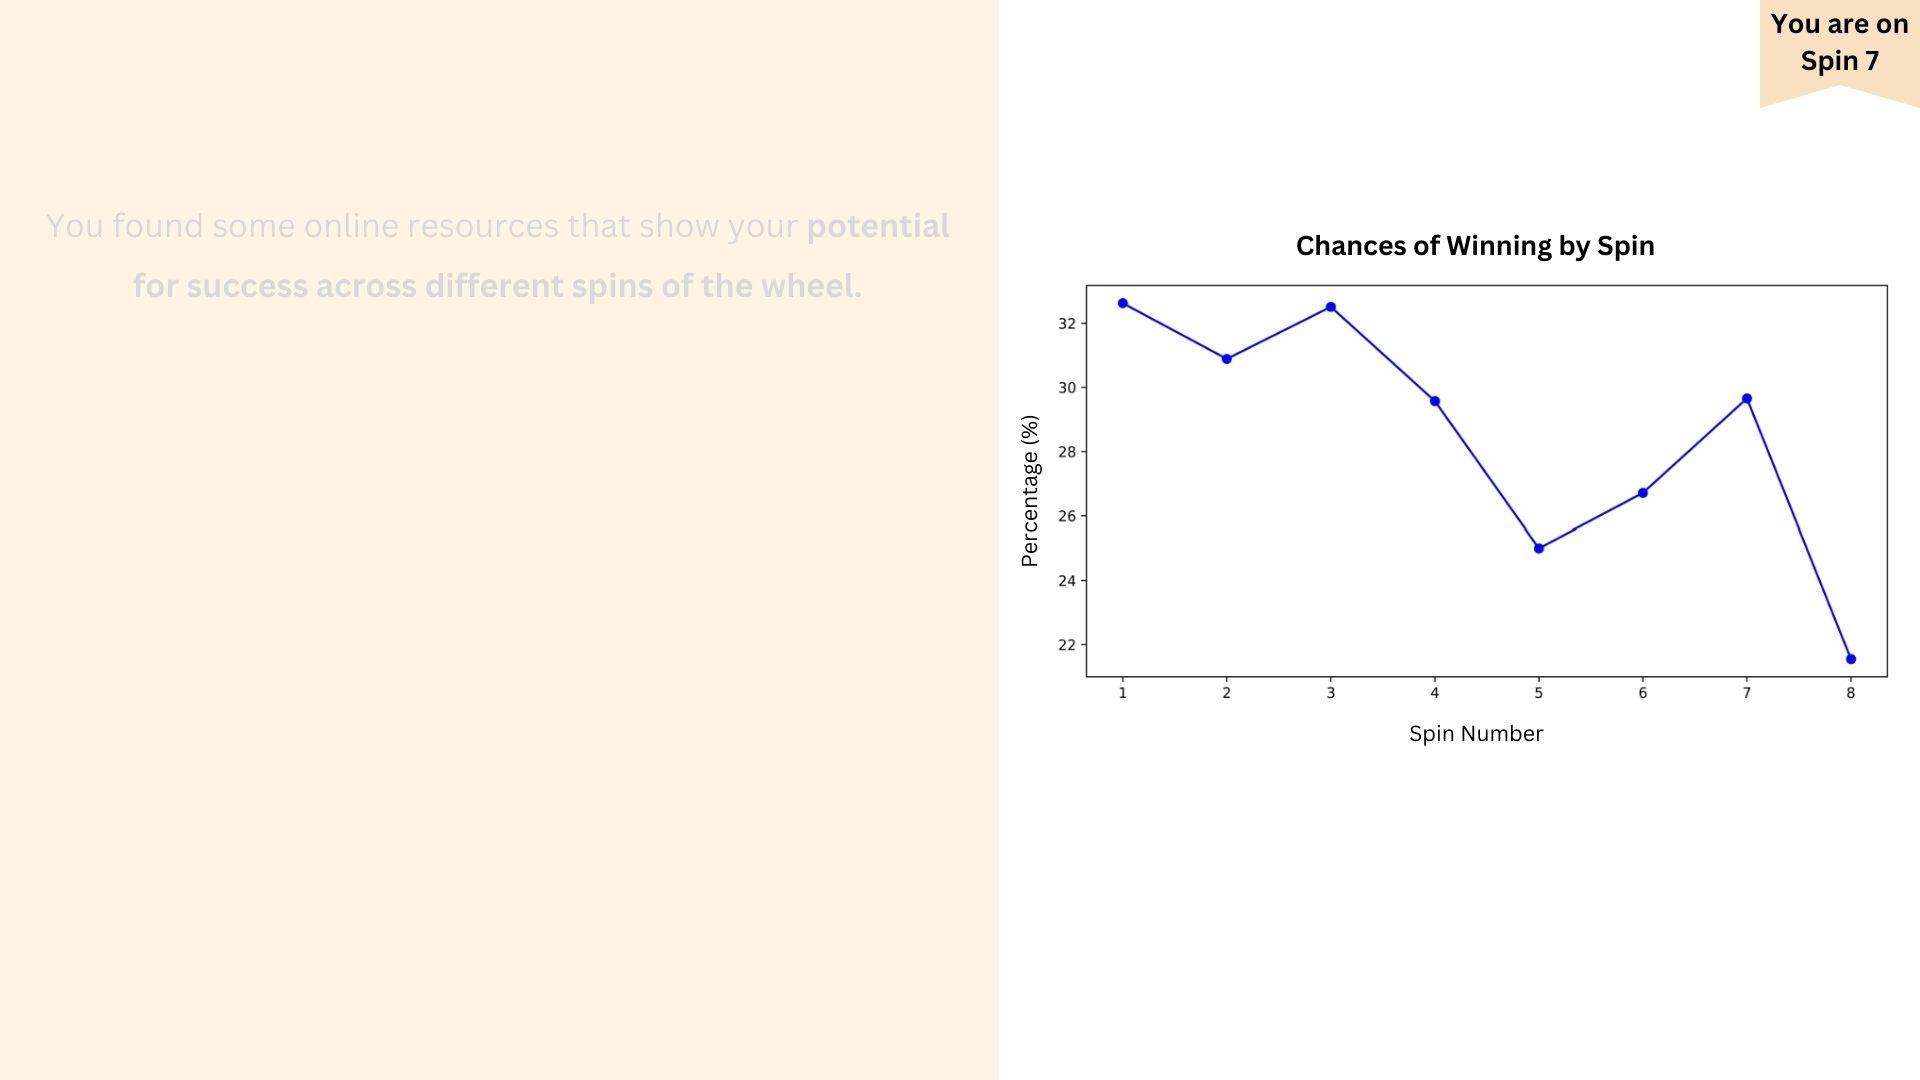 You are on
Spin 7
You found some online resources that show your potential
for success across different spins of the wheel.
Chances of Winning by Spin
Percentage (%)
32
30
28
26
24
22
1 2 3 4 5 6 7 8
Spin Number